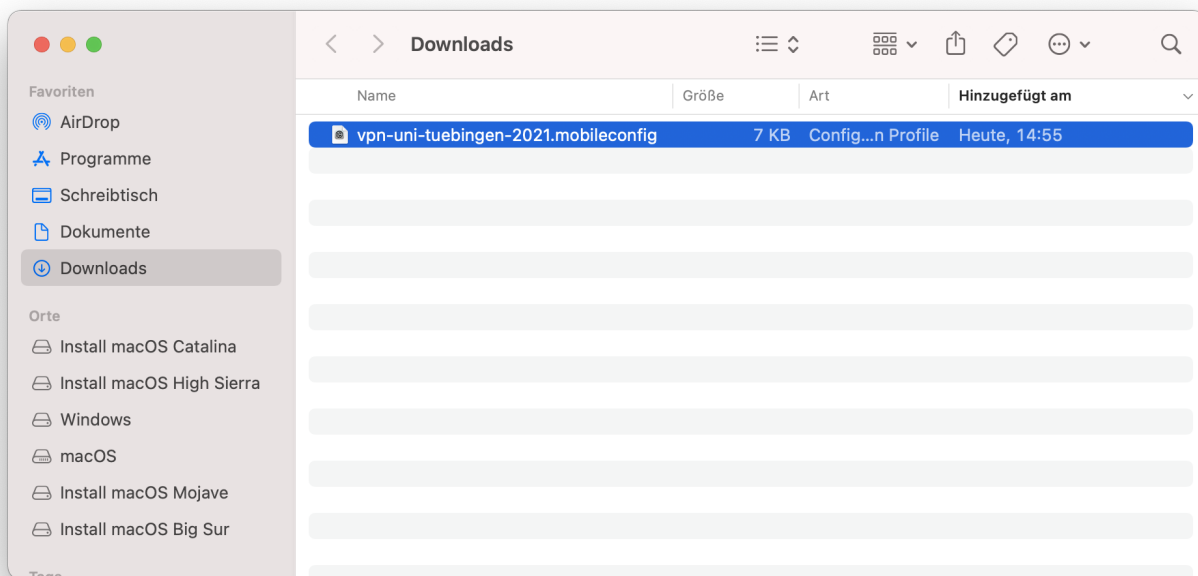 Downloads
Favoriten
AirDrop
Programme
Schreibtisch
Dokumente
Downloads
Orte
Install macOS Catalina
Install macOS High Sierra
Windows
macOS
Install macOS Mojave
Install macOS Big Sur
Tags
Name Größe Art Hinzugefügt am
vpn-uni-tuebingen-2021.mobileconfig 7 KB Config...n Profile Heute, 14:55